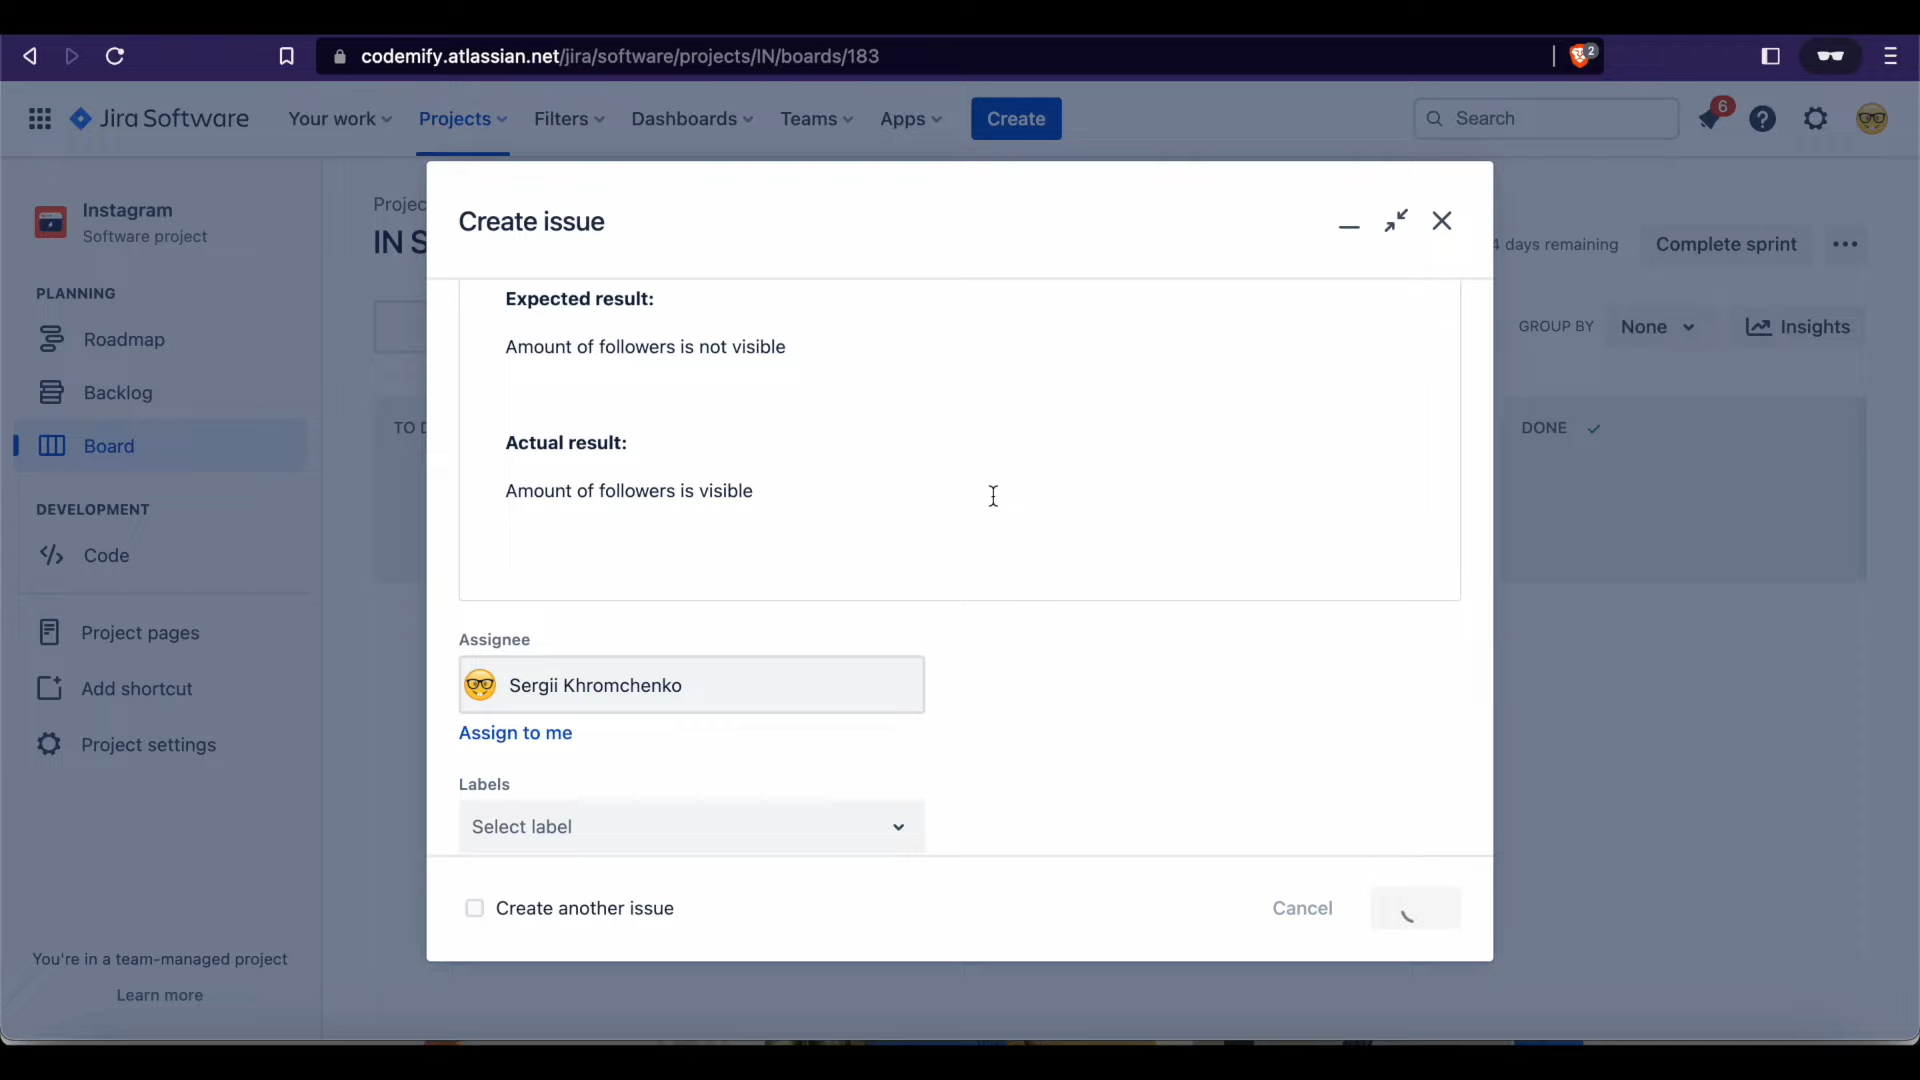 codemify.atlassian.net/jira/software/projects/IN/boards/183
2
Jira Software
Your work
Projects
Filters
Dashboards
Teams
Apps
Create
Search
6
Instagram
Software project
PLANNING
Roadmap
Backlog
Board
DEVELOPMENT
Code
Project pages
Add shortcut
Project settings
You're in a team-managed project
Learn more
IN S
days remaining
Complete sprint
GROUP BY
None
Insights
TO
DONE
Create issue
Expected result:
Amount of followers is not visible
Actual result:
Amount of followers is visible
Assignee
Sergii Khromchenko
Assign to me
Labels
Select label
Create another issue
Cancel